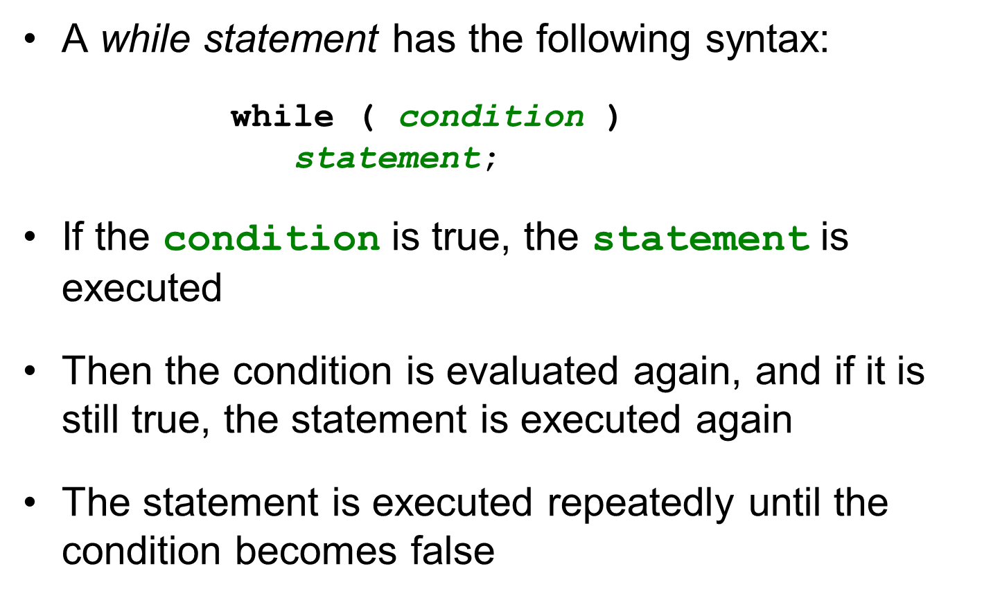 • A while statement has the following syntax:
while ( condition )
statement;
• If the condition is true, the statement is
executed
• Then the condition is evaluated again, and if it is
still true, the statement is executed again
• The statement is executed repeatedly until the
condition becomes false